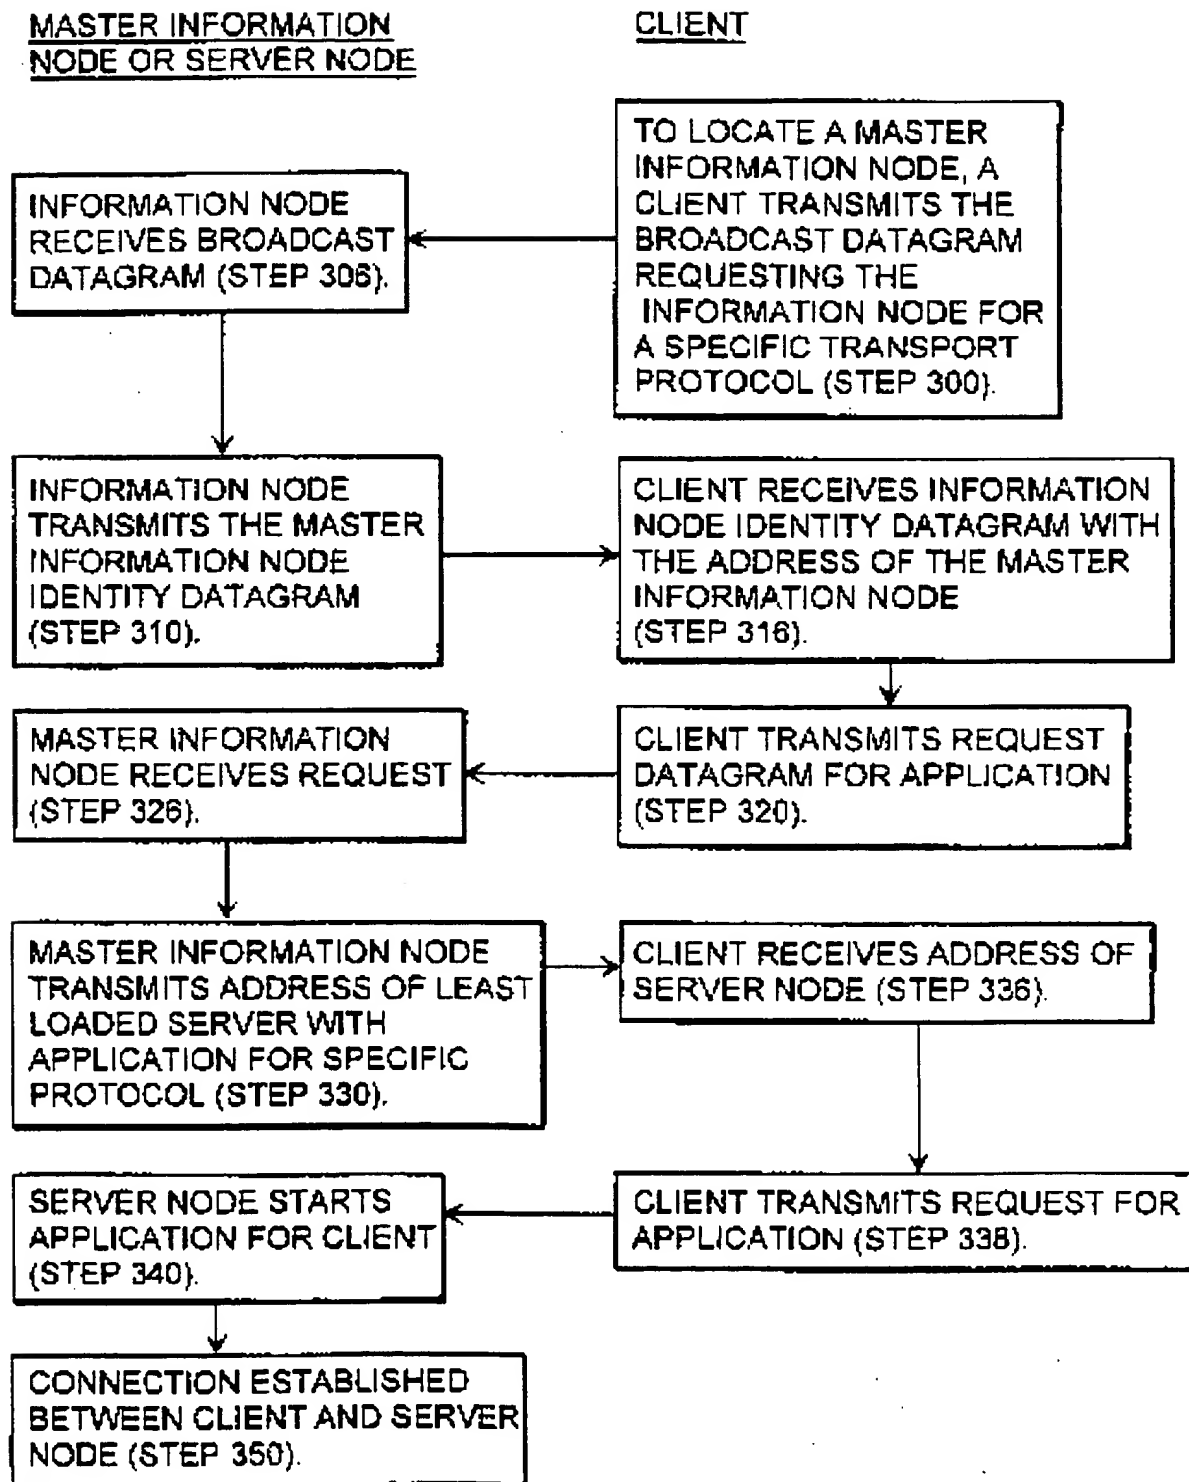 MASTER INFORMATION
NODE OR SERVER NODE
CLIENT
TO LOCATE A MASTER
INFORMATION NODE, A
CLIENT TRANSMITS THE
BROADCAST DATAGRAM
REQUESTING THE
INFORMATION NODE FOR
A SPECIFIC TRANSPORT
PROTOCOL (STEP 300).
INFORMATION NODE
RECEIVES BROADCAST
DATAGRAM (STEP 306).
INFORMATION NODE
TRANSMITS THE MASTER
INFORMATION NODE
IDENTITY DATAGRAM
(STEP 310).
CLIENT RECEIVES INFORMATION
NODE IDENTITY DATAGRAM WITH
THE ADDRESS OF THE MASTER
INFORMATION NODE
(STEP 316).
CLIENT TRANSMITS REQUEST
DATAGRAM FOR APPLICATION
(STEP 320).
MASTER INFORMATION
NODE RECEIVES REQUEST
(STEP 326).
MASTER INFORMATION NODE
TRANSMITS ADDRESS OF LEAST
LOADED SERVER WITH
APPLICATION FOR SPECIFIC
PROTOCOL (STEP 330).
CLIENT RECEIVES ADDRESS OF
SERVER NODE (STEP 336).
CLIENT TRANSMITS REQUEST FOR
APPLICATION (STEP 338).
SERVER NODE STARTS
APPLICATION FOR CLIENT
(STEP 340).
CONNECTION ESTABLISHED
BETWEEN CLIENT AND SERVER
NODE (STEP 350).